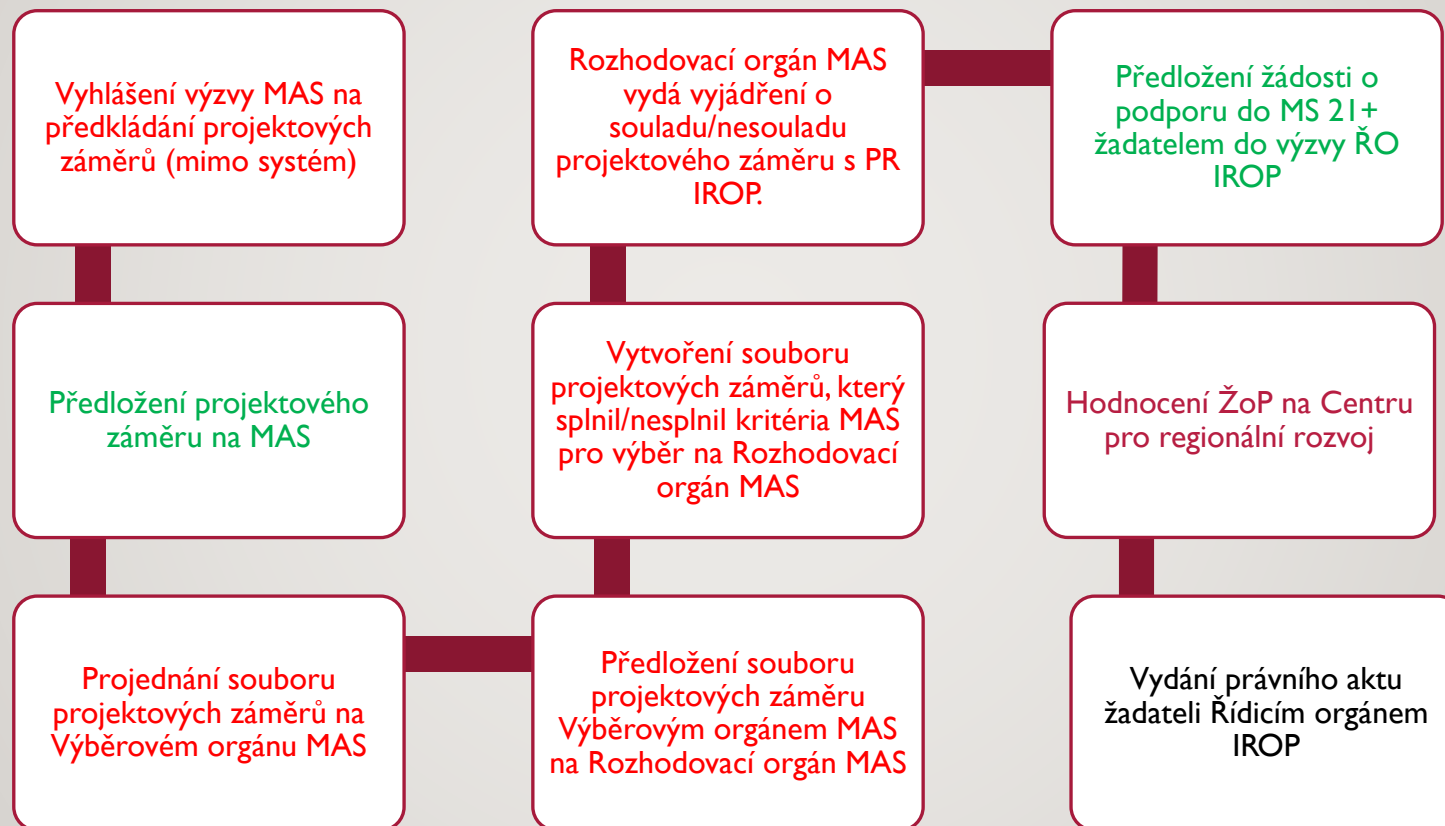 Vyhlášení výzvy MAS na
předkládání projektových
záměrů (mimo systém)
Předložení projektového
záměru na MAS
Projednání souboru
projektových záměrů na
Výběrovém orgánu MAS
Předložení souboru
projektových záměru
Výběrovým orgánem MAS
na Rozhodovací orgán MAS
Vytvoření souboru
projektových záměrů, který
splnil/nesplnil kritéria MAS
pro výběr na Rozhodovací
orgán MAS
Rozhodovací orgán MAS
vydá vyjádření o
souladu/nesouladu
projektového záměru s PR
IROP.
Předložení žádosti o
podporu do MS 21+
žadatelem do výzvy ŘO
IROP
Hodnocení ŽoP na Centru
pro regionální rozvoj
Vydání právního aktu
žadateli Řídicím orgánem
IROP